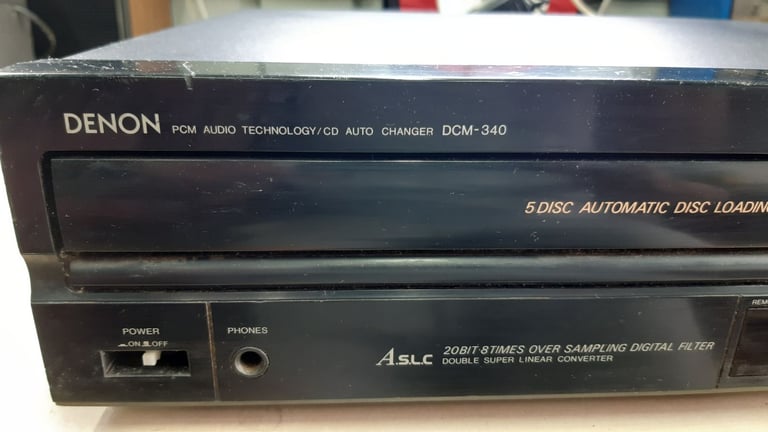 DENON PCM AUDIO TECHNOLOGY/CD AUTO CHANGER DCM-340
5 DISC AUTOMATIC DISC LOADING
POWER
ON OFF
PHONES
A.S.L.C
20BIT·8TIMES OVER SAMPLING DIGITAL FILTER
DOUBLE SUPER LINEAR CONVERTER